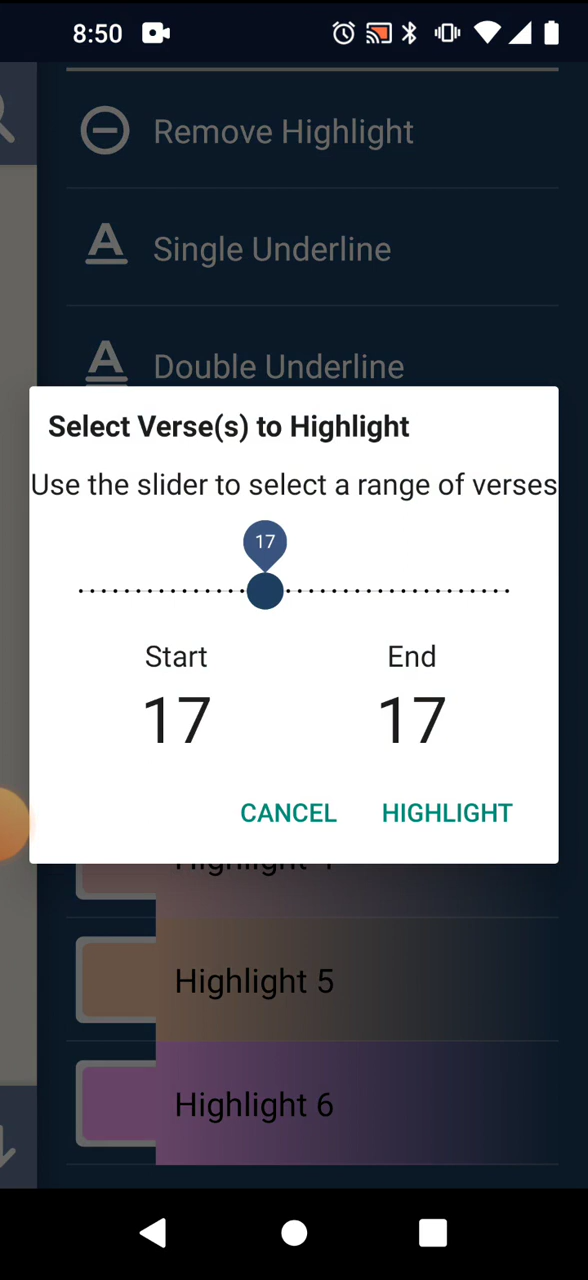 8:50
Remove Highlight
A Single Underline
A Double Underline
Select Verse(s) to Highlight
Use the slider to select a range of verses
17
Start End
17 17
CANCEL HIGHLIGHT
Highlight 5
Highlight 6